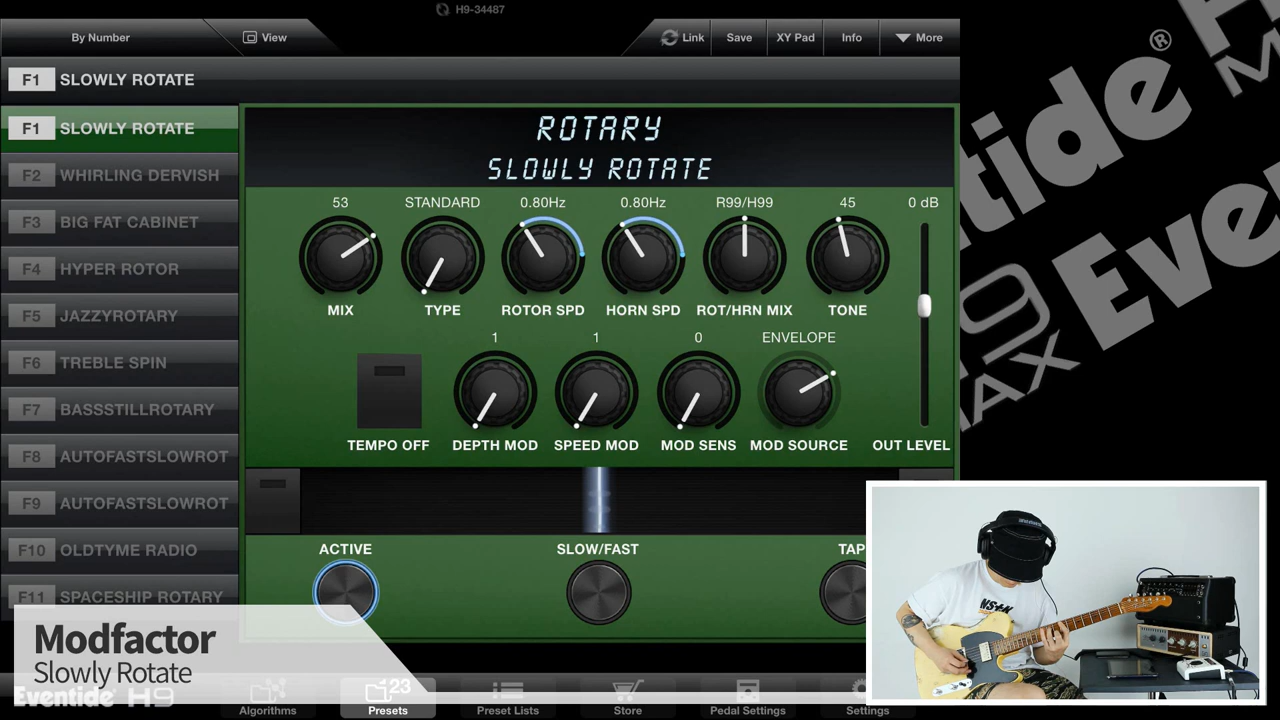 H9-34487
By Number
View
Link
Save
XY Pad
Info
More
F1 SLOWLY ROTATE
F1 SLOWLY ROTATE
F2 WHIRLING DERVISH
F3 BIG FAT CABINET
F4 HYPER ROTOR
F5 JAZZYROTARY
F6 TREBLE SPIN
F7 BASSSTILLROTARY
F8 AUTOFASTSLOWROT
F9 AUTOFASTSLOWROT
F10 OLDTYME RADIO
F11 SPACESHIP ROTARY
ROTARY
SLOWLY ROTATE
53 STANDARD 0.80Hz 0.80Hz R99/H99 45 0 dB
MIX TYPE ROTOR SPD HORN SPD ROT/HRN MIX TONE
1 1 0 ENVELOPE
TEMPO OFF DEPTH MOD SPEED MOD MOD SENS MOD SOURCE OUT LEVEL
ACTIVE SLOW/FAST TAP
Modfactor
Slowly Rotate
Eventide H9
23
Algorithms Presets Preset Lists Store Pedal Settings Settings
tide®
Eve
H
M
9
MAX